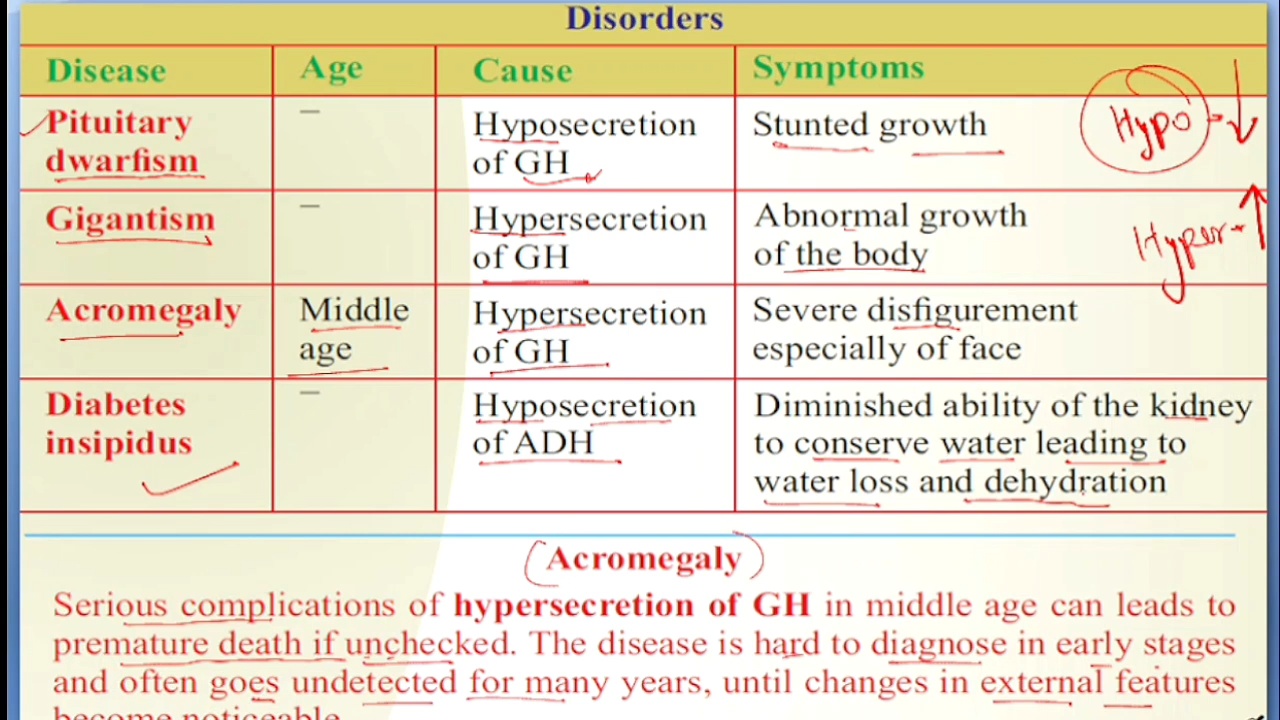 Disorders
Disease Age Cause Symptoms
Pituitary dwarfism – Hyposecretion of GH Stunted growth
Hypo
Gigantism – Hypersecretion of GH Abnormal growth of the body
Hyper
Acromegaly Middle age Hypersecretion of GH Severe disfigurement especially of face
Diabetes insipidus – Hyposecretion of ADH Diminished ability of the kidney to conserve water leading to water loss and dehydration
(Acromegaly)
Serious complications of hypersecretion of GH in middle age can leads to
premature death if unchecked. The disease is hard to diagnose in early stages
and often goes undetected for many years, until changes in external features
become noticeable.